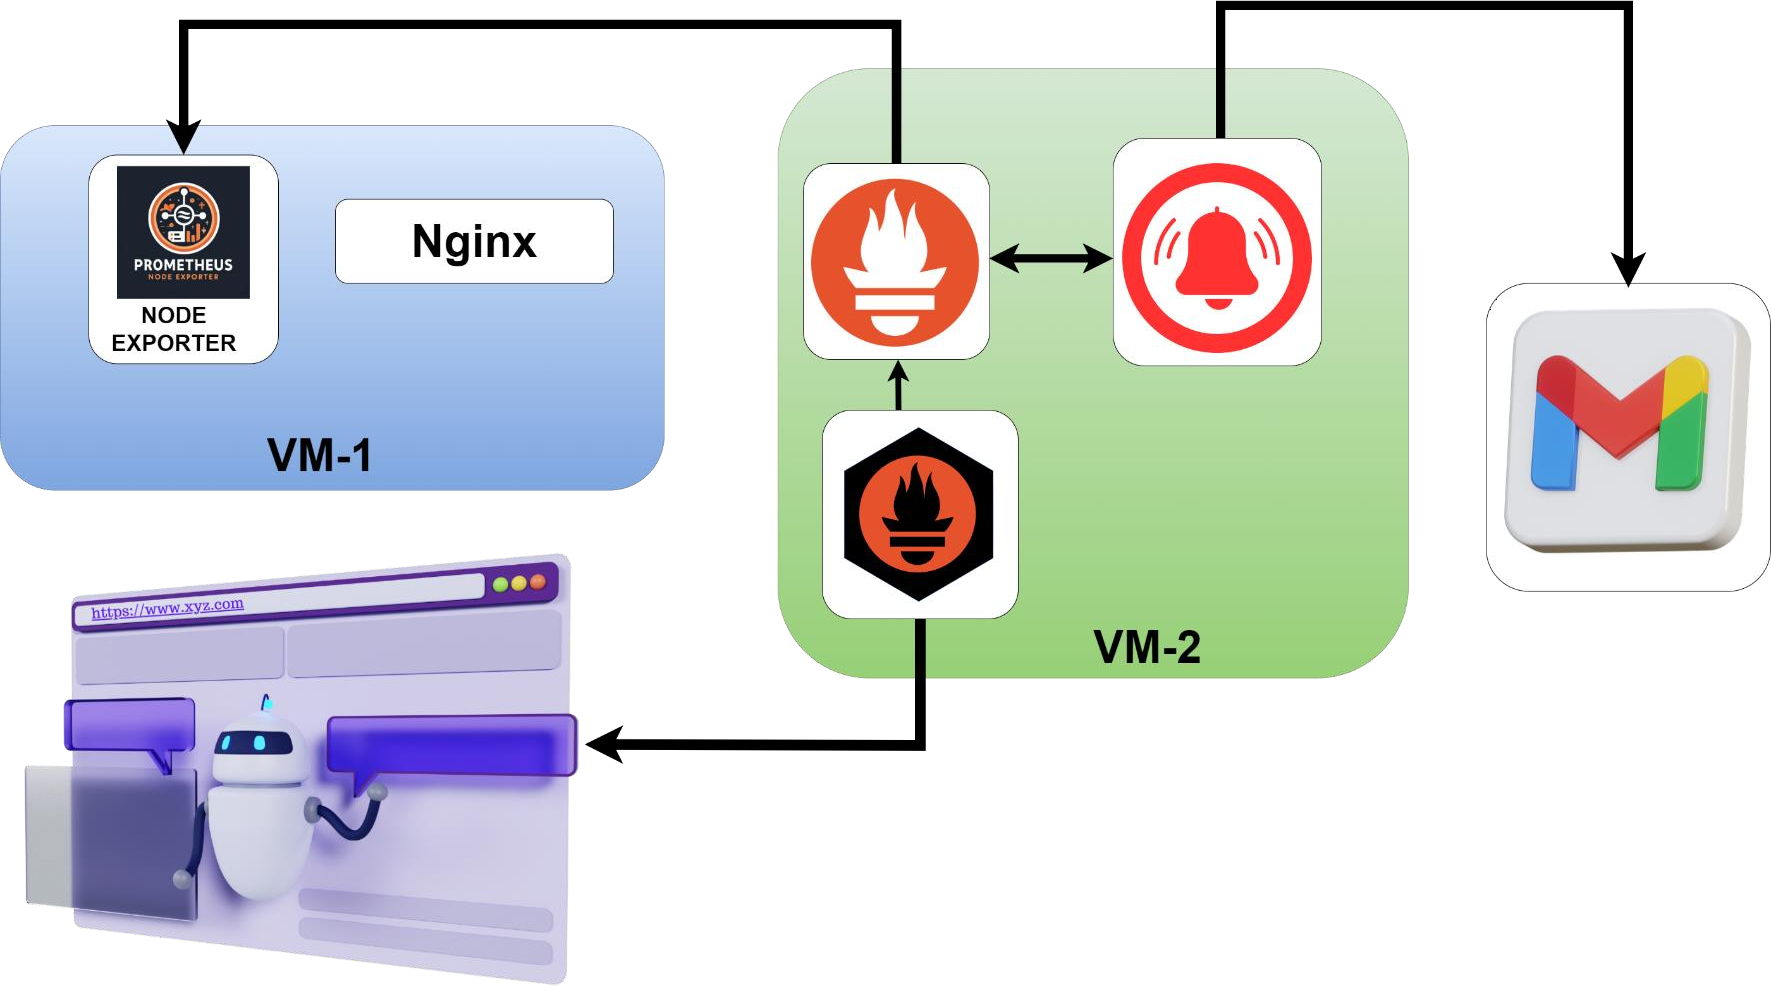 PROMETHEUS
NODE EXPORTER
NODE
EXPORTER
Nginx
VM-1
VM-2
https://www.xyz.com